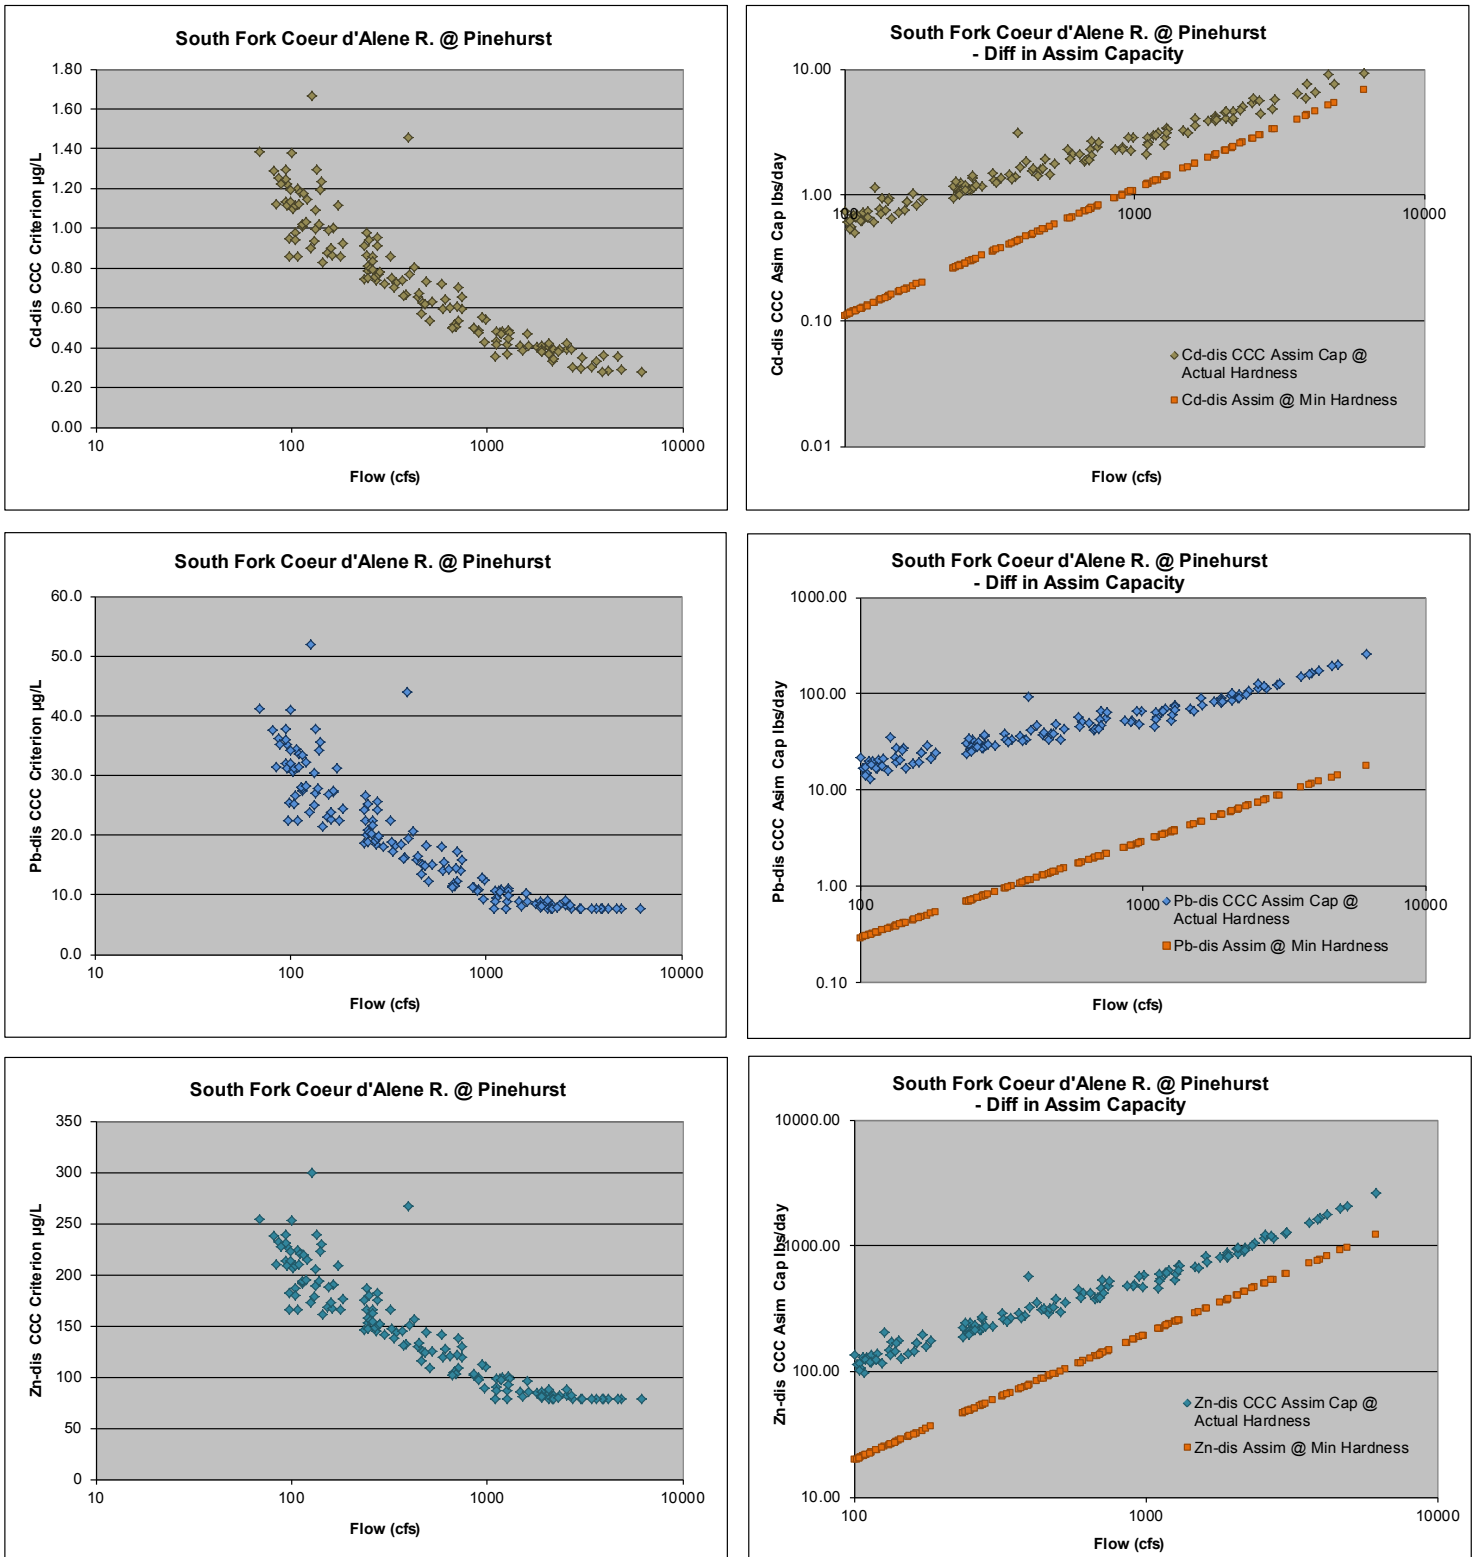 South Fork Coeur d'Alene R. @ Pinehurst
Cd-dis CCC Criterion µg/L
1.80
1.60
1.40
1.20
1.00
0.80
0.60
0.40
0.20
0.00
10
100
1000
10000
Flow (cfs)
South Fork Coeur d'Alene R. @ Pinehurst
- Diff in Assim Capacity
Cd-dis CCC Asim Cap lbs/day
10.00
1.00
0.10
0.01
100
1000
10000
Cd-dis CCC Assim Cap @
Actual Hardness
Cd-dis Assim @ Min Hardness
Flow (cfs)
South Fork Coeur d'Alene R. @ Pinehurst
Pb-dis CCC Criterion µg/L
60.0
50.0
40.0
30.0
20.0
10.0
0.0
10
100
1000
10000
Flow (cfs)
South Fork Coeur d'Alene R. @ Pinehurst
- Diff in Assim Capacity
Pb-dis CCC Asim Cap lbs/day
1000.00
100.00
10.00
1.00
0.10
100
1000
10000
Pb-dis CCC Assim Cap @
Actual Hardness
Pb-dis Assim @ Min Hardness
Flow (cfs)
South Fork Coeur d'Alene R. @ Pinehurst
Zn-dis CCC Criterion µg/L
350
300
250
200
150
100
50
0
10
100
1000
10000
Flow (cfs)
South Fork Coeur d'Alene R. @ Pinehurst
- Diff in Assim Capacity
Zn-dis CCC Asim Cap lbs/day
10000.00
1000.00
100.00
10.00
Zn-dis CCC Assim Cap @
Actual Hardness
Zn-dis Assim @ Min Hardness
100
1000
10000
Flow (cfs)